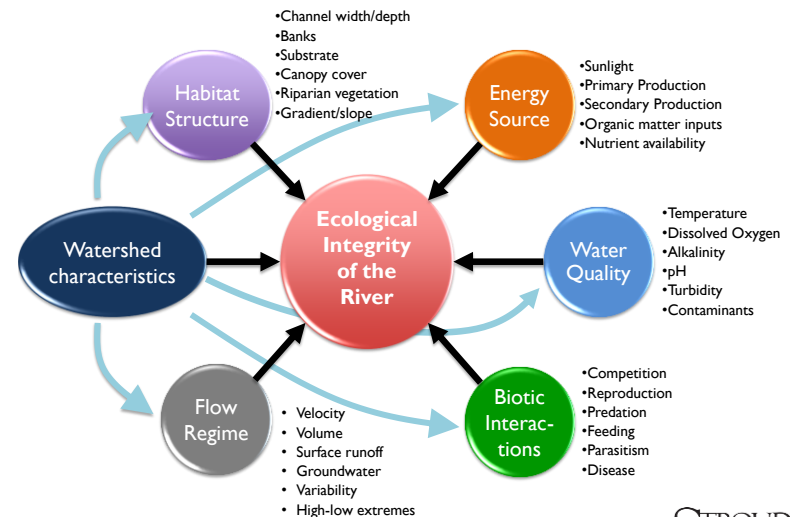 •Channel width/depth
•Banks
•Substrate
•Canopy cover
•Riparian vegetation
•Gradient/slope
Habitat
Structure
Energy
Source
•Sunlight
•Primary Production
•Secondary Production
•Organic matter inputs
•Nutrient availability
Watershed
characteristics
Ecological
Integrity
of the
River
Water
Quality
•Temperature
•Dissolved Oxygen
•Alkalinity
•pH
•Turbidity
•Contaminants
Flow
Regime
• Velocity
• Volume
• Surface runoff
• Groundwater
• Variability
• High-low extremes
Biotic
Interac-
tions
•Competition
•Reproduction
•Predation
•Feeding
•Parasitism
•Disease